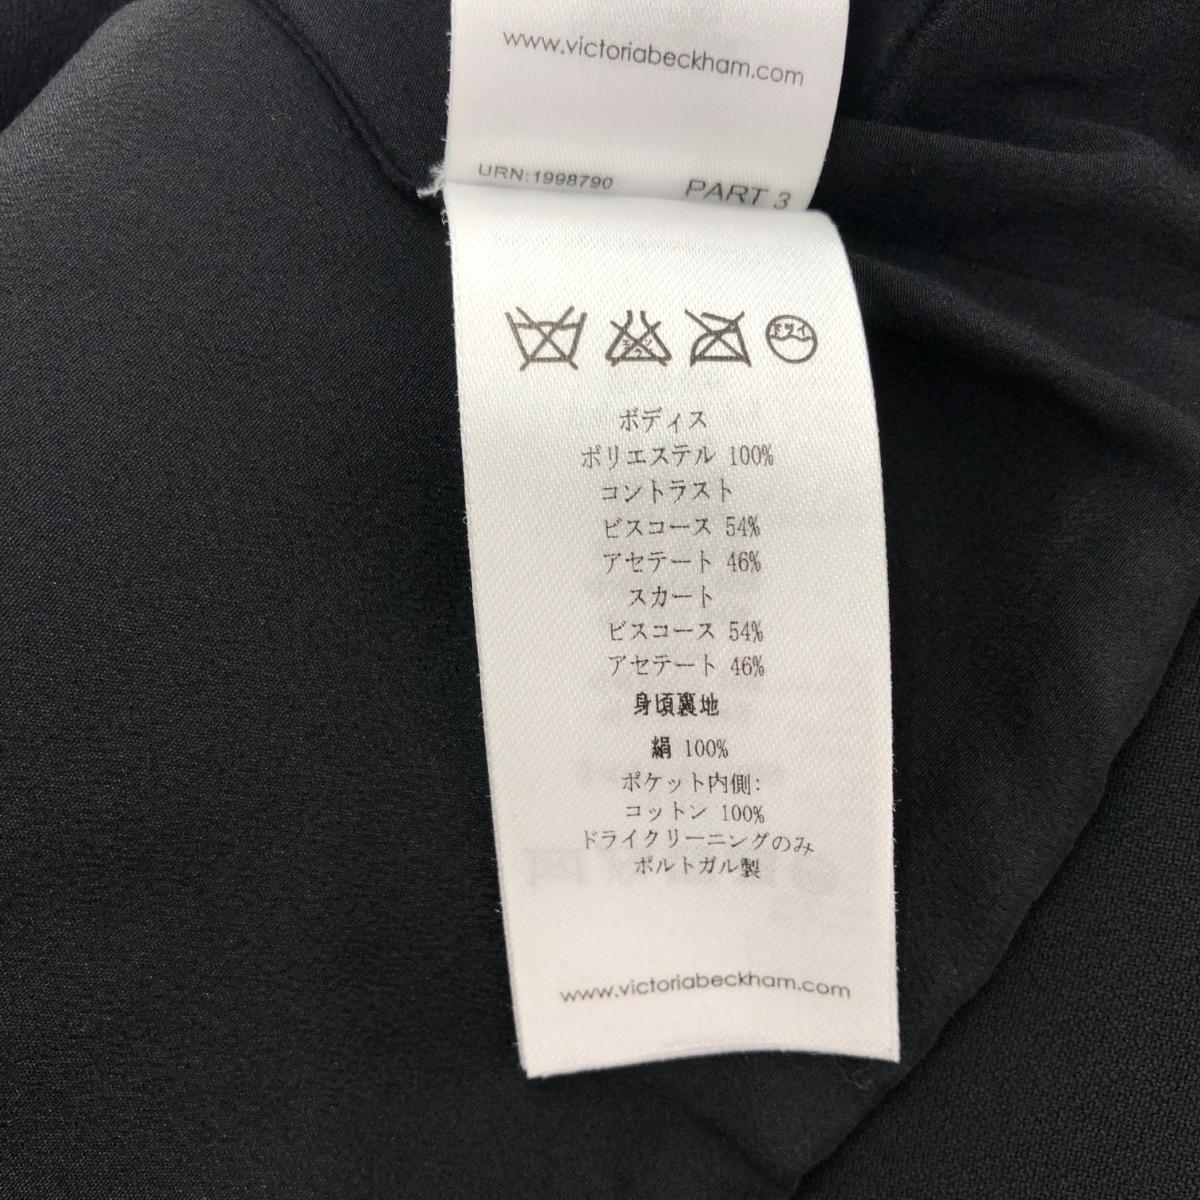 www.victoriabeckham.com
URN:1998790 PART 3
ドライ
ボディス
ポリエステル 100%
コントラスト
ビスコース 54%
アセテート 46%
スカート
ビスコース 54%
アセテート 46%
身頃裏地
絹 100%
ポケット内側:
コットン 100%
ドライクリーニングのみ
ポルトガル製
www.victoriabeckham.com